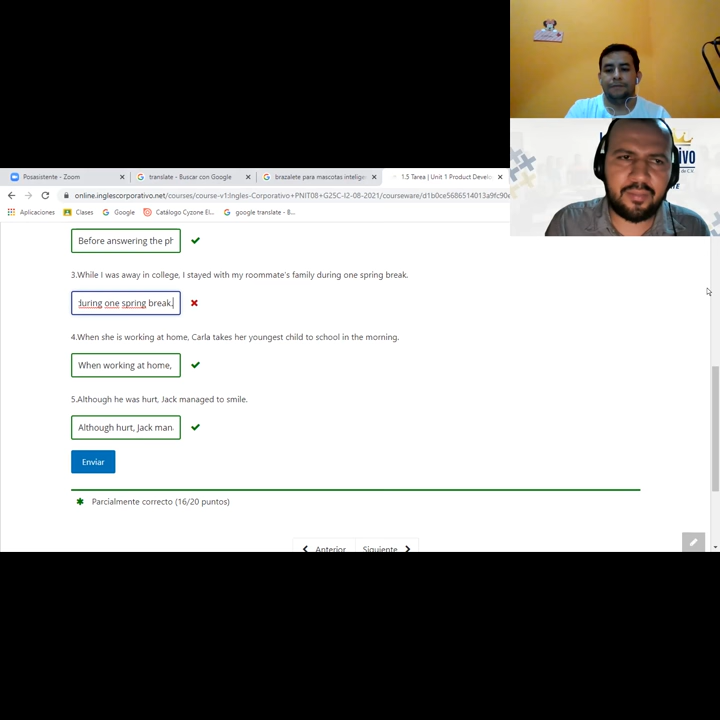 Posasistente - Zoom
translate - Buscar con Google
brazalete para mascotas intelig
1.5 Tarea | Unit 1 Product Devel
online.inglescorporativo.net/courses/course-v1:Ingles-Corporativo+PNIT08+G25C-I2-08-2021/courseware/d1b0ce5686514013a9fc90e
Aplicaciones
Clases
Google
Catálogo Cyzone El...
google translate - B...
Before answering the ph
3.While I was away in college, I stayed with my roommate's family during one spring break.
during one spring break.
4.When she is working at home, Carla takes her youngest child to school in the morning.
When working at home,
5.Although he was hurt, Jack managed to smile.
Although hurt, Jack man
Enviar
Parcialmente correcto (16/20 puntos)
Anterior
Siguiente